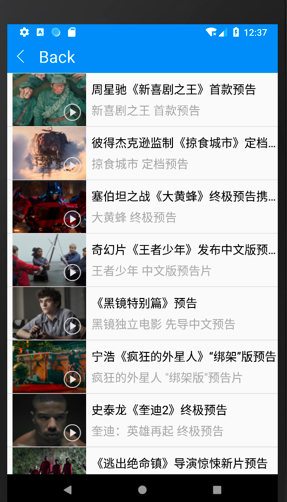 12:37
Back
周星驰《新喜剧之王》首款预告
新喜剧之王 首款预告
彼得杰克逊监制《掠食城市》定档...
掠食城市 定档预告
塞伯坦之战《大黄蜂》终极预告携...
大黄蜂 终极预告
奇幻片《王者少年》发布中文版预...
王者少年 中文版预告片
《黑镜特别篇》预告
黑镜独立电影 先导中文预告
宁浩《疯狂的外星人》“绑架”版预告
疯狂的外星人 "绑架版"预告片
史泰龙《奎迪2》终极预告
奎迪：英雄再起 终极预告
《逃出绝命镇》导演惊悚新片预告